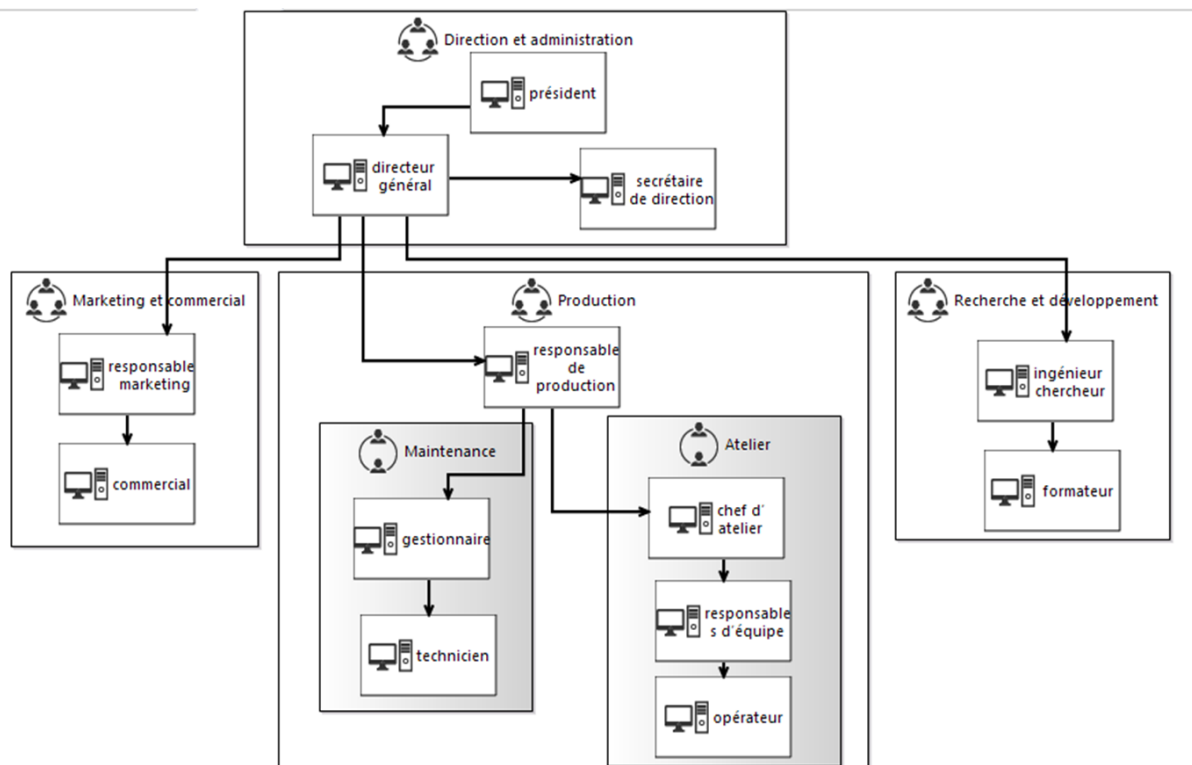 Direction et administration
président
directeur
général
secrétaire
de direction
Marketing et commercial
responsable
marketing
commercial
Production
responsable
de
production
Maintenance
gestionnaire
technicien
Atelier
chef d'
atelier
responsable
s d'équipe
opérateur
Recherche et développement
ingénieur
chercheur
formateur